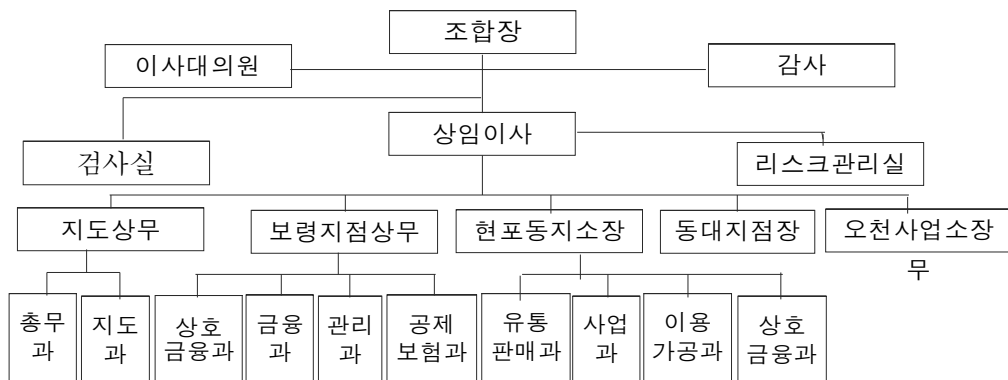 조합장
이사대의원
감사
상임이사
검사실
리스크관리실
지도상무
보령지점상무
현포동지소장
동대지점장
오천사업소장
무
총무
과
지도
과
상호
금융과
금융
과
관리
과
공제
보험과
유통
판매과
사업
과
이용
가공과
상호
금융과